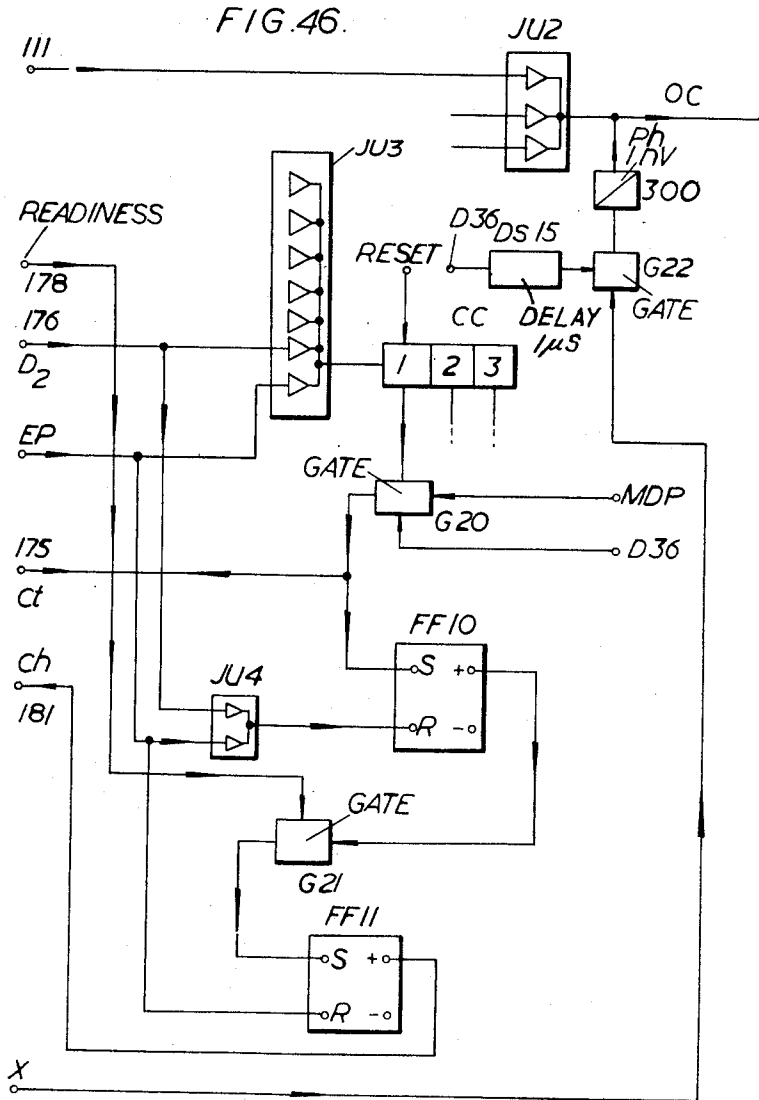 FIG.46.
111
JU2
OC
Ph
INV
300
JU3
READINESS
178
RESET
D36
DS 15
DELAY
1μS
G22
GATE
176
D2
CC
1 2 3
EP
GATE
G20
MDP
D36
175
Ct
FF10
S +
R -
Ch
181
JU4
GATE
G21
FF11
S +
R -
X